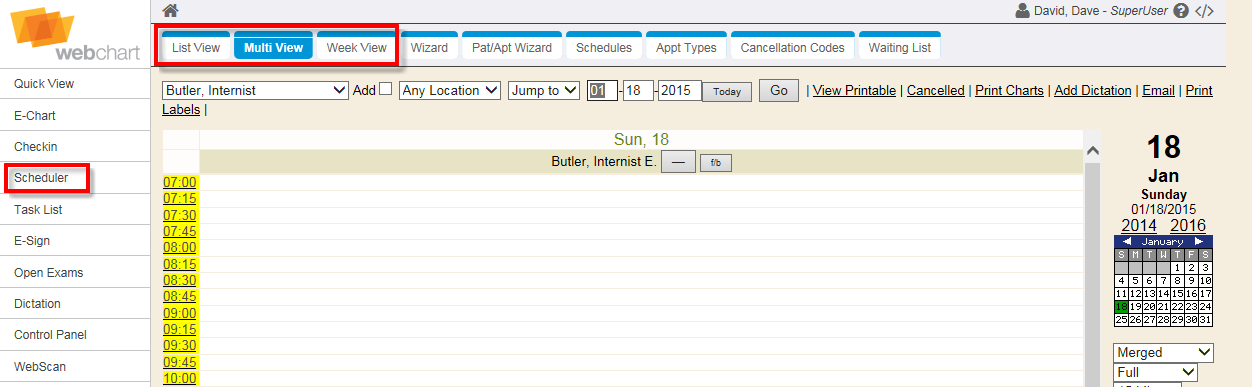 webchart
David, Dave - SuperUser ? </>
List View Multi View Week View Wizard Pat/Apt Wizard Schedules Appt Types Cancellation Codes Waiting List
Quick View
E-Chart
Checkin
Scheduler
Task List
E-Sign
Open Exams
Dictation
Control Panel
WebScan
Butler, Internist Add Any Location Jump to 01 -18 -2015 Today Go | View Printable | Cancelled | Print Charts | Add Dictation | Email | Print
Labels |
Sun, 18
Butler, Internist E. — f/b
07:00
07:15
07:30
07:45
08:00
08:15
08:30
08:45
09:00
09:15
09:30
09:45
10:00
18
Jan
Sunday
01/18/2015
2014 2016
January
S M T W T F S
1 2 3
4 5 6 7 8 9 10
11 12 13 14 15 16 17
18 19 20 21 22 23 24
25 26 27 28 29 30 31
Merged
Full